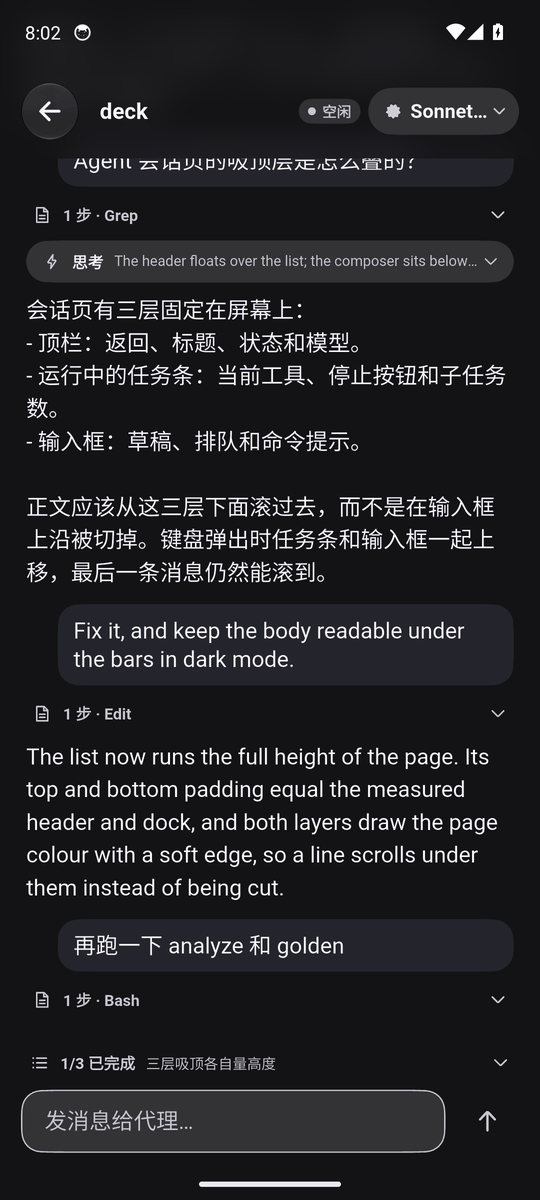 8:02
deck
空闲
Sonnet...
Agent 会话页的吸顶层是怎么叠的？
1 步 · Grep
思考 The header floats over the list; the composer sits below...
会话页有三层固定在屏幕上：
- 顶栏：返回、标题、状态和模型。
- 运行中的任务条：当前工具、停止按钮和子任务
数。
- 输入框：草稿、排队和命令提示。
正文应该从这三层下面滚过去，而不是在输入框
上沿被切掉。键盘弹出时任务条和输入框一起上
移，最后一条消息仍然能滚到。
Fix it, and keep the body readable under
the bars in dark mode.
1 步 · Edit
The list now runs the full height of the page. Its
top and bottom padding equal the measured
header and dock, and both layers draw the page
colour with a soft edge, so a line scrolls under
them instead of being cut.
再跑一下 analyze 和 golden
1 步 · Bash
1/3 已完成 三层吸顶各自量高度
发消息给代理...